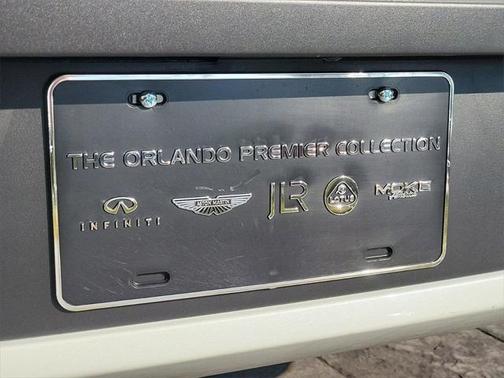 THE ORLANDO PREMIER COLLECTION
INFINITI ASTON MARTIN JLR LOTUS MOKE